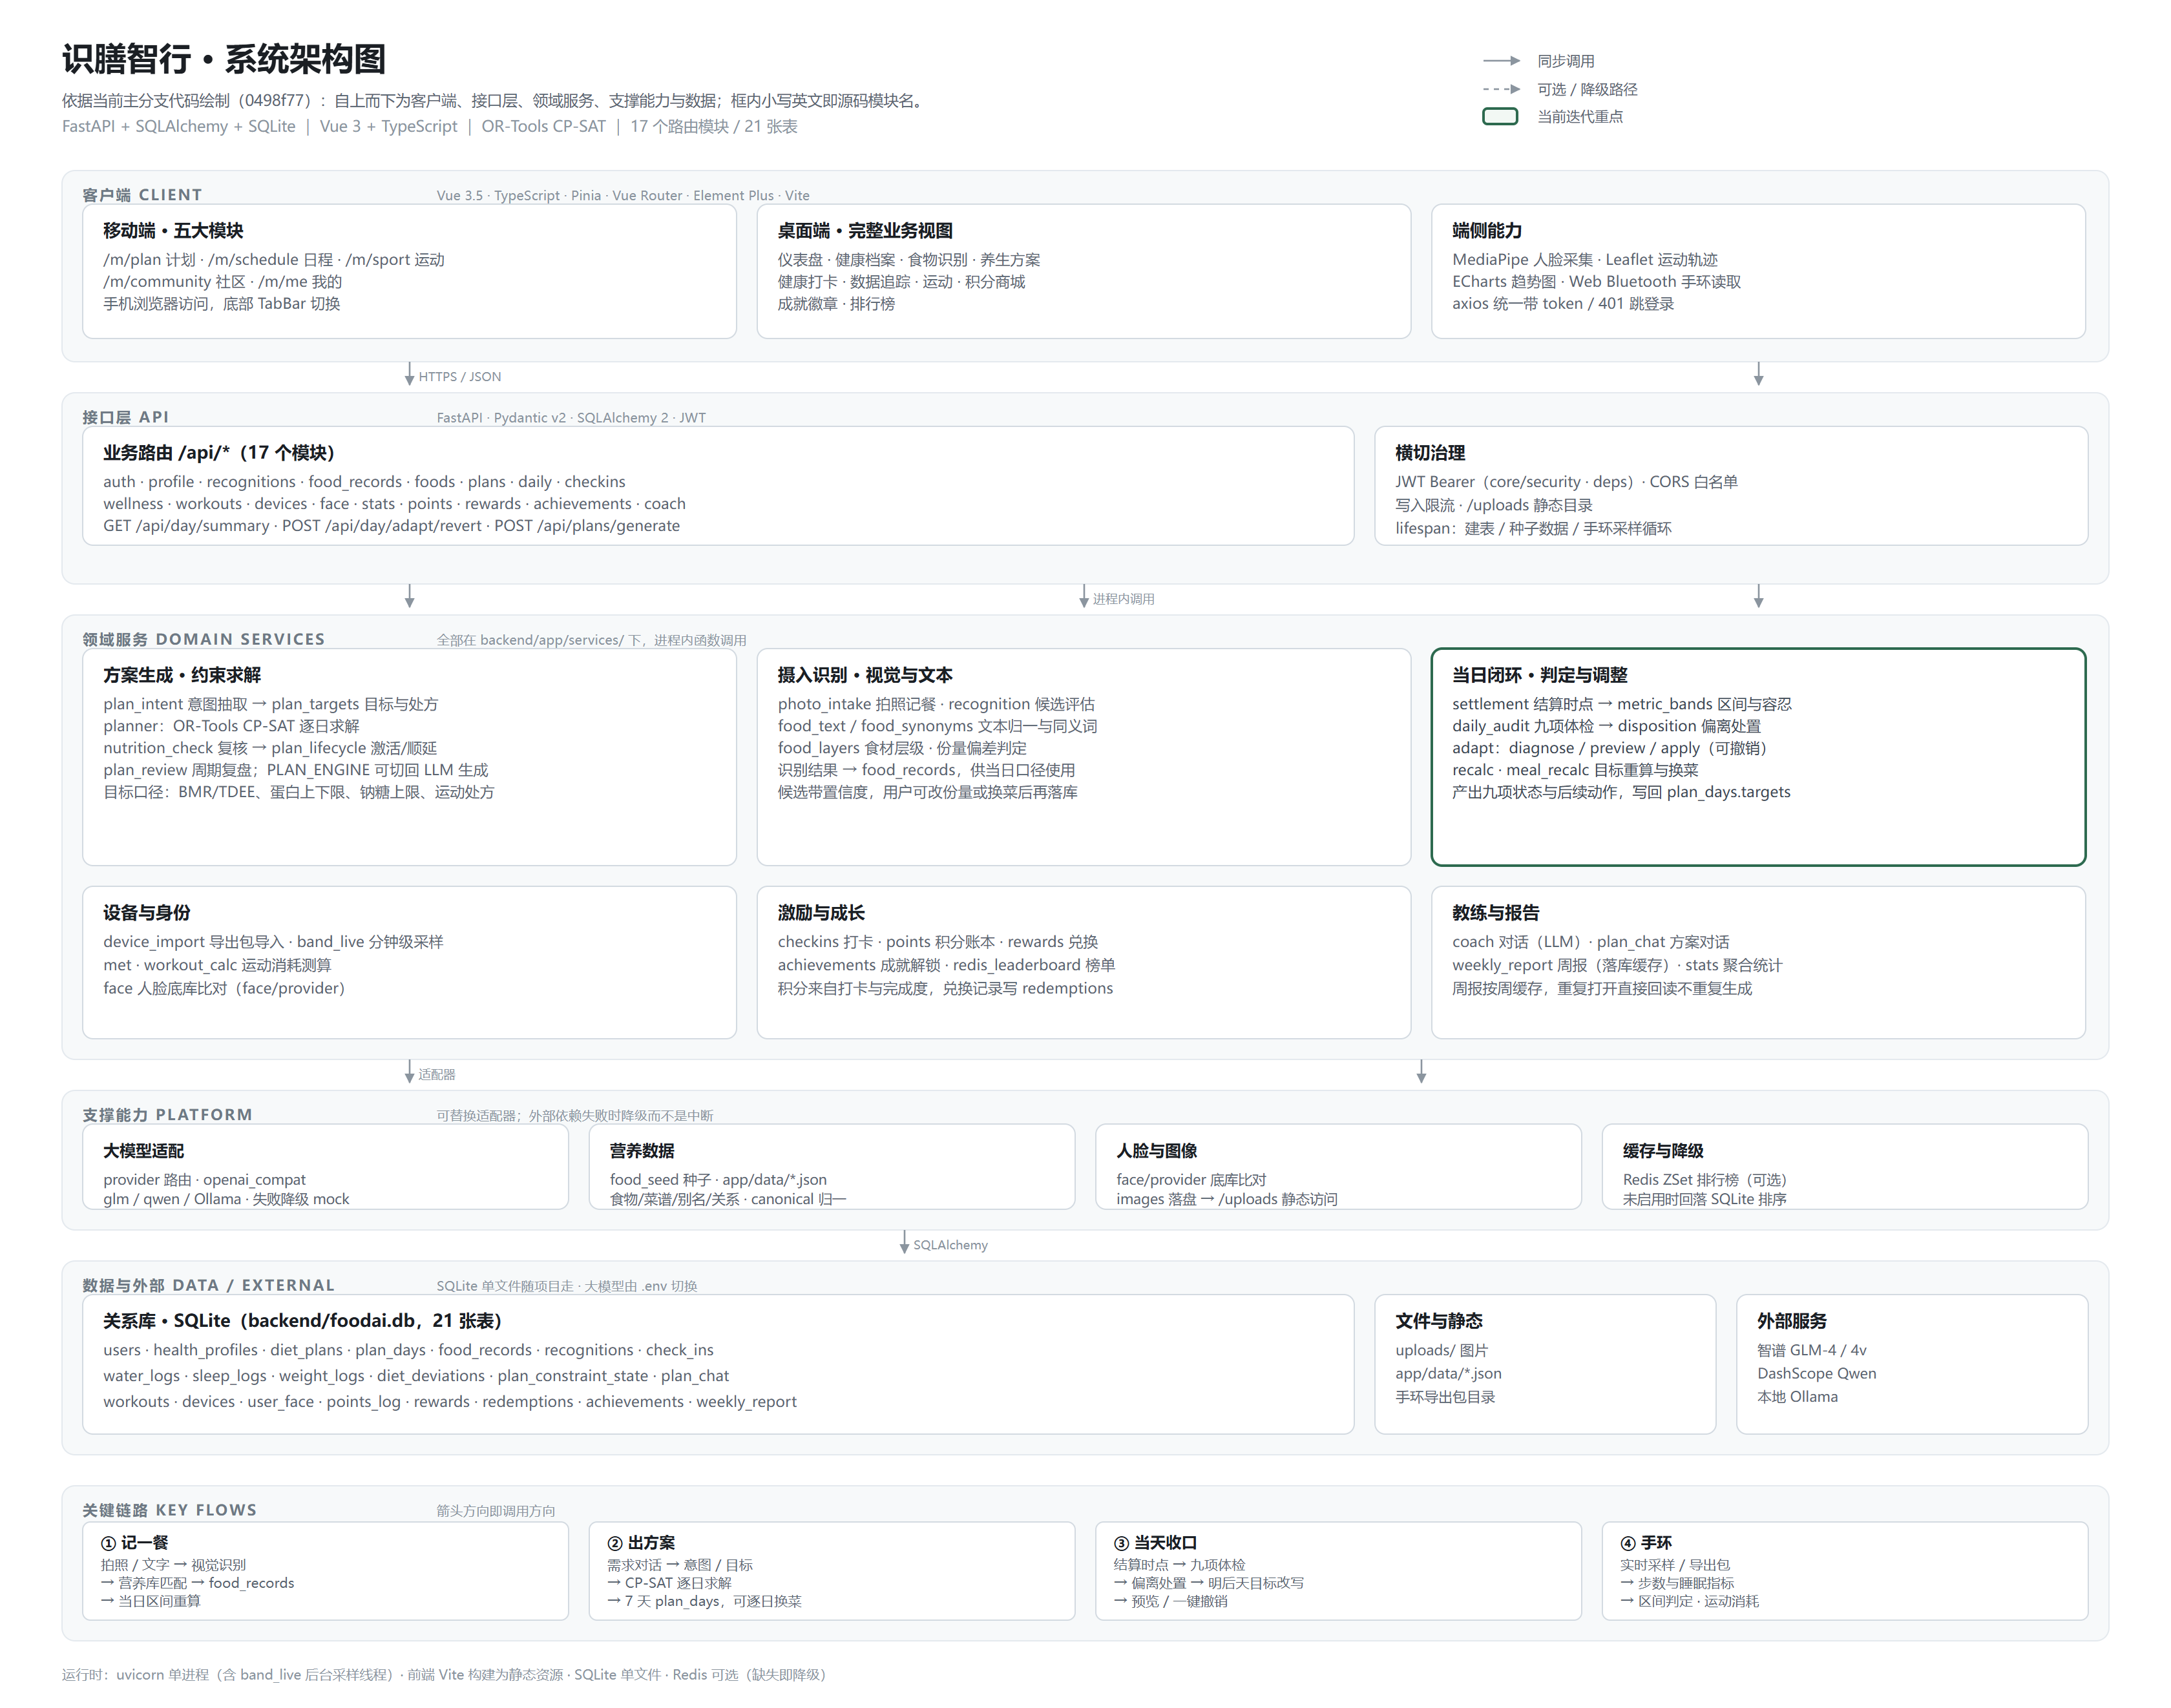 识膳智行 • 系统架构图
依据当前主分支代码绘制（0498f77）：自上而下为客户端、接口层、领域服务、支撑能力与数据；框内小写英文即源码模块名。
FastAPI + SQLAlchemy + SQLite ｜ Vue 3 + TypeScript ｜ OR-Tools CP-SAT ｜ 17 个路由模块 / 21 张表
同步调用
可选 / 降级路径
当前迭代重点
客户端 CLIENT
Vue 3.5 · TypeScript · Pinia · Vue Router · Element Plus · Vite
移动端 • 五大模块
/m/plan 计划 · /m/schedule 日程 · /m/sport 运动
/m/community 社区 · /m/me 我的
手机浏览器访问，底部 TabBar 切换
桌面端 • 完整业务视图
仪表盘 · 健康档案 · 食物识别 · 养生方案
健康打卡 · 数据追踪 · 运动 · 积分商城
成就徽章 · 排行榜
端侧能力
MediaPipe 人脸采集 · Leaflet 运动轨迹
ECharts 趋势图 · Web Bluetooth 手环读取
axios 统一带 token / 401 跳登录
HTTPS / JSON
接口层 API
FastAPI · Pydantic v2 · SQLAlchemy 2 · JWT
业务路由 /api/*（17 个模块）
auth · profile · recognitions · food_records · foods · plans · daily · checkins
wellness · workouts · devices · face · stats · points · rewards · achievements · coach
GET /api/day/summary · POST /api/day/adapt/revert · POST /api/plans/generate
横切治理
JWT Bearer（core/security · deps）· CORS 白名单
写入限流 · /uploads 静态目录
lifespan：建表 / 种子数据 / 手环采样循环
进程内调用
领域服务 DOMAIN SERVICES
全部在 backend/app/services/ 下，进程内函数调用
方案生成 • 约束求解
plan_intent 意图抽取 → plan_targets 目标与处方
planner：OR-Tools CP-SAT 逐日求解
nutrition_check 复核 → plan_lifecycle 激活/顺延
plan_review 周期复盘；PLAN_ENGINE 可切回 LLM 生成
目标口径：BMR/TDEE、蛋白上下限、钠糖上限、运动处方
摄入识别 • 视觉与文本
photo_intake 拍照记餐 · recognition 候选评估
food_text / food_synonyms 文本归一与同义词
food_layers 食材层级 · 份量偏差判定
识别结果 → food_records，供当日口径使用
候选带置信度，用户可改份量或换菜后再落库
当日闭环 • 判定与调整
settlement 结算时点 → metric_bands 区间与容忍
daily_audit 九项体检 → disposition 偏离处置
adapt：diagnose / preview / apply（可撤销）
recalc · meal_recalc 目标重算与换菜
产出九项状态与后续动作，写回 plan_days.targets
设备与身份
device_import 导出包导入 · band_live 分钟级采样
met · workout_calc 运动消耗测算
face 人脸底库比对（face/provider）
激励与成长
checkins 打卡 · points 积分账本 · rewards 兑换
achievements 成就解锁 · redis_leaderboard 榜单
积分来自打卡与完成度，兑换记录写 redemptions
教练与报告
coach 对话（LLM）· plan_chat 方案对话
weekly_report 周报（落库缓存）· stats 聚合统计
周报按周缓存，重复打开直接回读不重复生成
适配器
支撑能力 PLATFORM
可替换适配器；外部依赖失败时降级而不是中断
大模型适配
provider 路由 · openai_compat
glm / qwen / Ollama · 失败降级 mock
营养数据
food_seed 种子 · app/data/*.json
食物/菜谱/别名/关系 · canonical 归一
人脸与图像
face/provider 底库比对
images 落盘 → /uploads 静态访问
缓存与降级
Redis ZSet 排行榜（可选）
未启用时回落 SQLite 排序
SQLAlchemy
数据与外部 DATA / EXTERNAL
SQLite 单文件随项目走 · 大模型由 .env 切换
关系库 • SQLite（backend/foodai.db，21 张表）
users · health_profiles · diet_plans · plan_days · food_records · recognitions · check_ins
water_logs · sleep_logs · weight_logs · diet_deviations · plan_constraint_state · plan_chat
workouts · devices · user_face · points_log · rewards · redemptions · achievements · weekly_report
文件与静态
uploads/ 图片
app/data/*.json
手环导出包目录
外部服务
智谱 GLM-4 / 4v
DashScope Qwen
本地 Ollama
关键链路 KEY FLOWS
箭头方向即调用方向
① 记一餐
拍照 / 文字 → 视觉识别
→ 营养库匹配 → food_records
→ 当日区间重算
② 出方案
需求对话 → 意图 / 目标
→ CP-SAT 逐日求解
→ 7 天 plan_days，可逐日换菜
③ 当天收口
结算时点 → 九项体检
→ 偏离处置 → 明后天目标改写
→ 预览 / 一键撤销
④ 手环
实时采样 / 导出包
→ 步数与睡眠指标
→ 区间判定 · 运动消耗
运行时：uvicorn 单进程（含 band_live 后台采样线程）· 前端 Vite 构建为静态资源 · SQLite 单文件 · Redis 可选（缺失即降级）